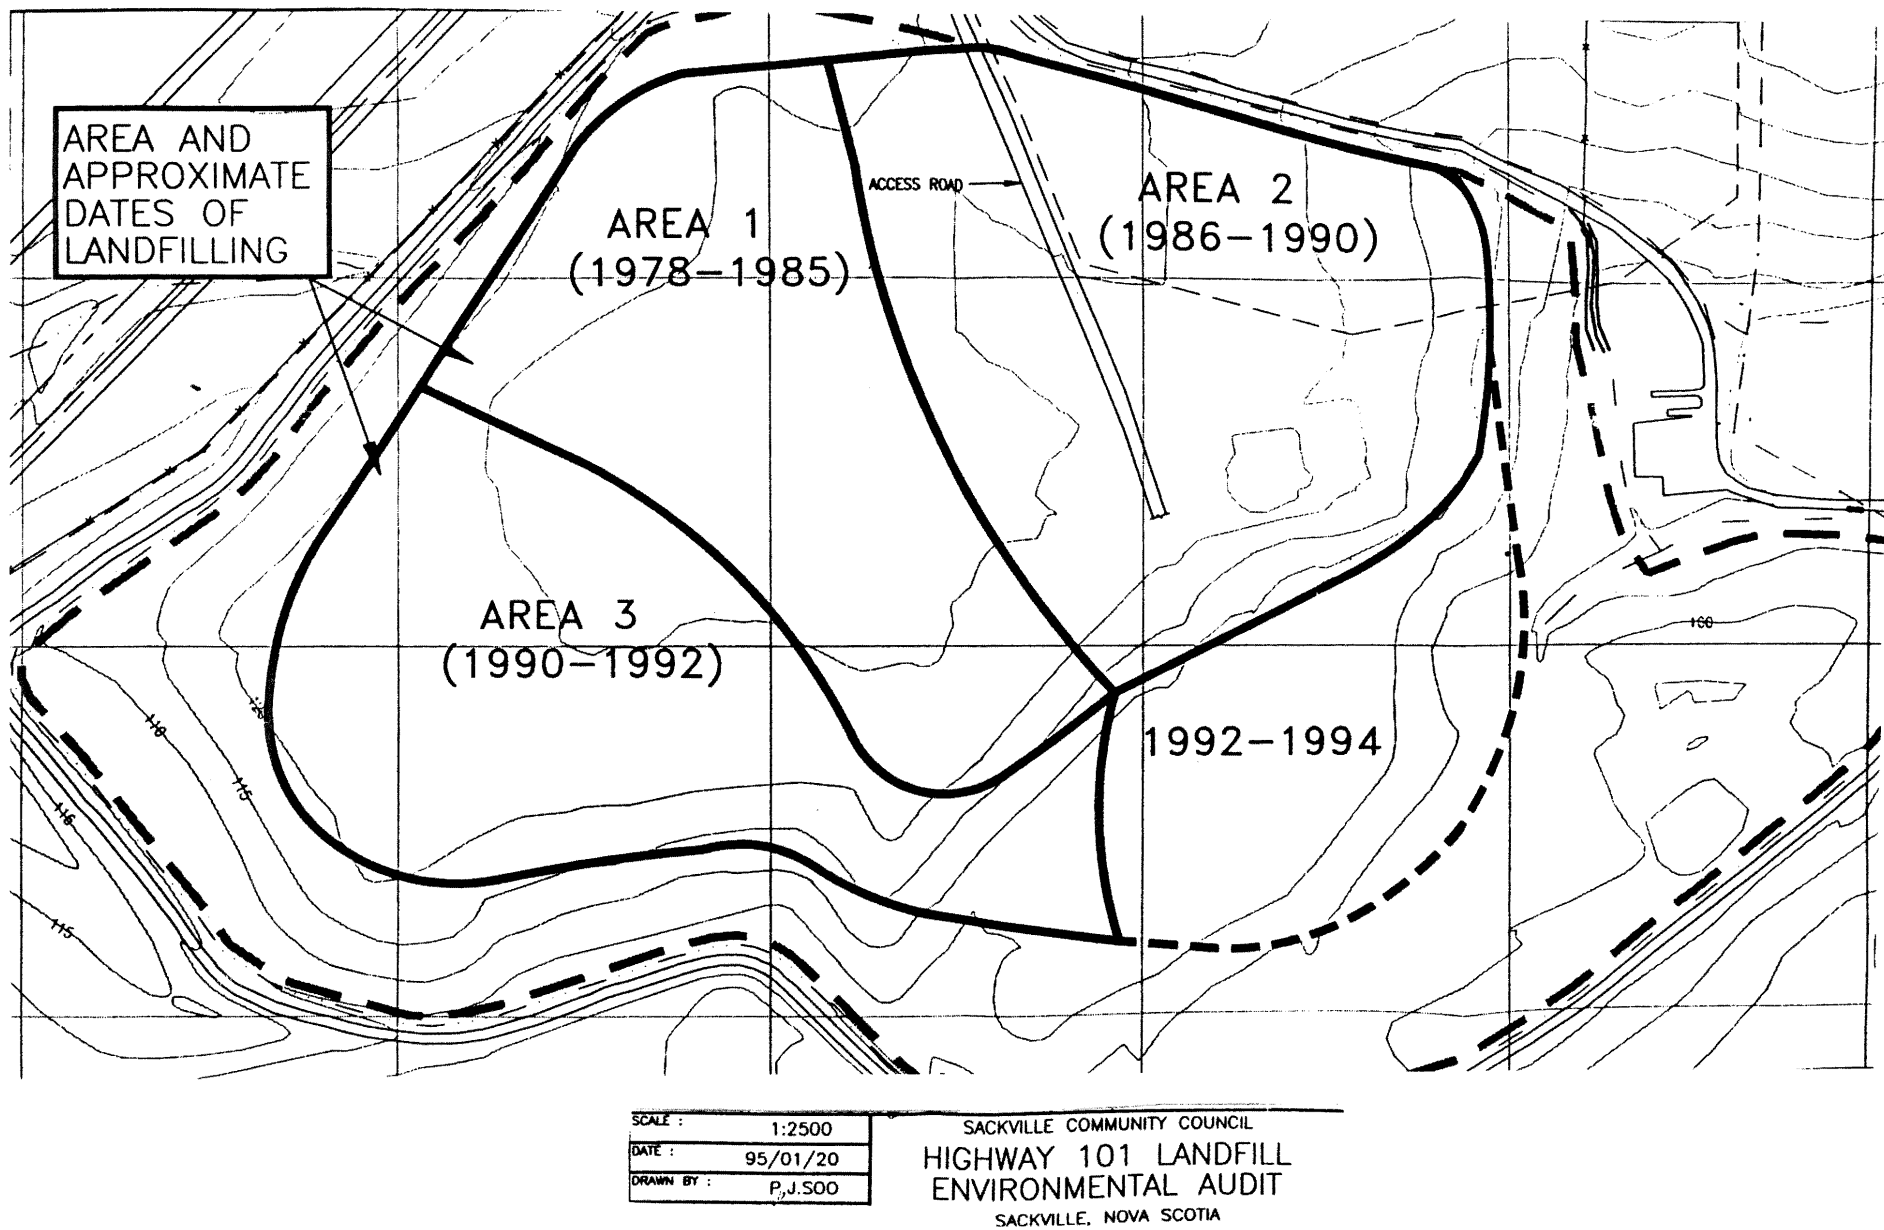 AREA AND
APPROXIMATE
DATES OF
LANDFILLING
AREA 1
(1978-1985)
ACCESS ROAD
AREA 2
(1986-1990)
AREA 3
(1990-1992)
1992-1994
160
120
110
115
116
115
SCALE : 1:2500
DATE : 95/01/20
DRAWN BY : P.J.SOO
SACKVILLE COMMUNITY COUNCIL
HIGHWAY 101 LANDFILL
ENVIRONMENTAL AUDIT
SACKVILLE, NOVA SCOTIA